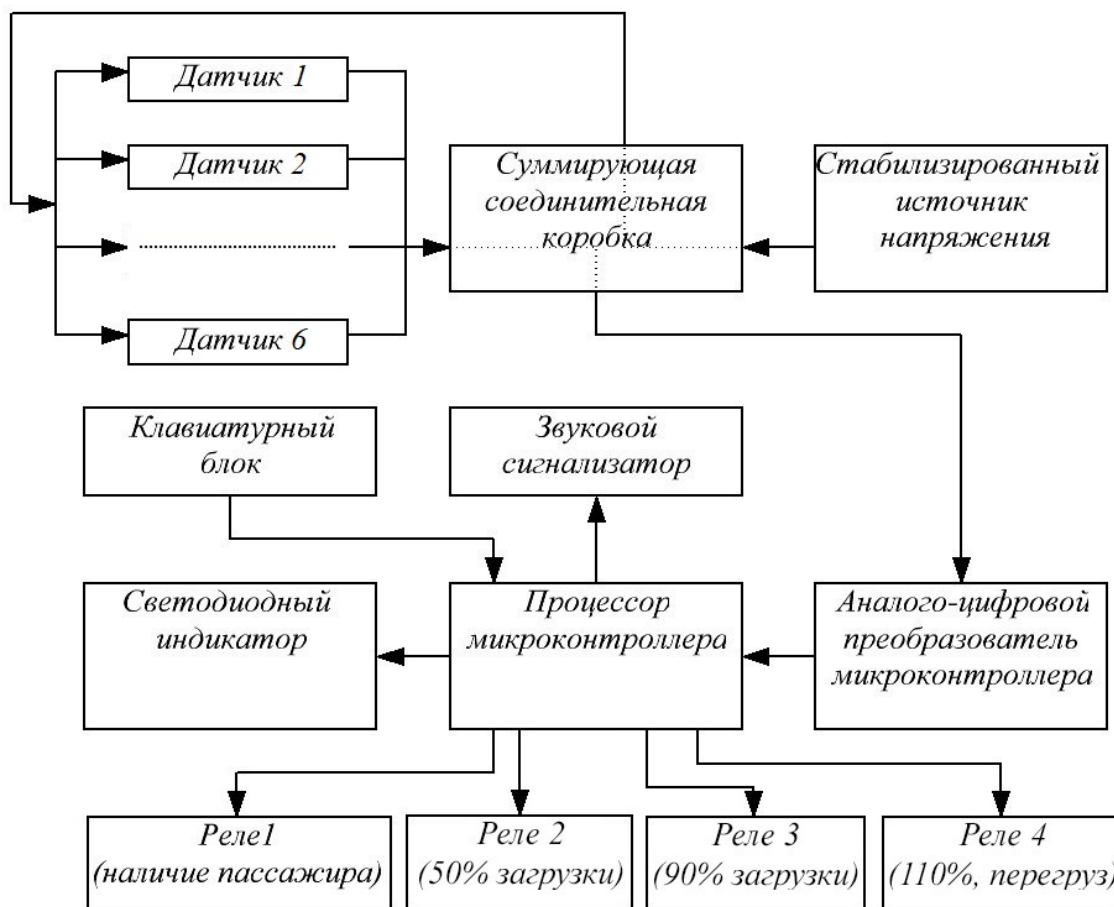 Датчик 1
Датчик 2
Суммирующая
соединительная
коробка
Стабилизированный
источник
напряжения
Датчик 6
Клавиатурный
блок
Звуковой
сигнализатор
Светодиодный
индикатор
Процессор
микроконтроллера
Аналого-цифровой
преобразователь
микроконтроллера
Реле1
(наличие пассажира)
Реле 2
(50% загрузки)
Реле 3
(90% загрузки)
Реле 4
(110%, перегруз)